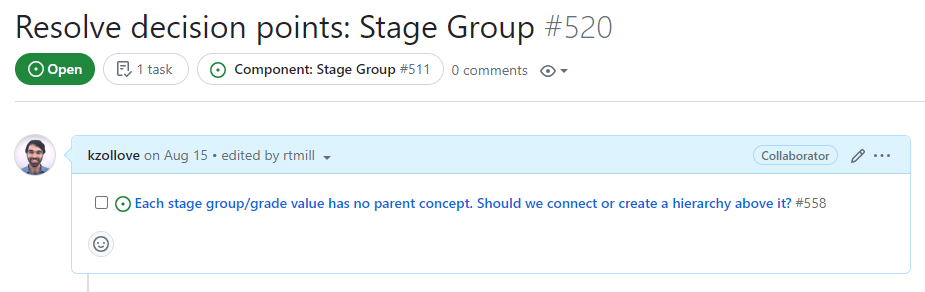 Resolve decision points: Stage Group #520
Open 1 task Component: Stage Group #511 0 comments
kzollove on Aug 15 • edited by rtmill Collaborator
Each stage group/grade value has no parent concept. Should we connect or create a hierarchy above it? #558